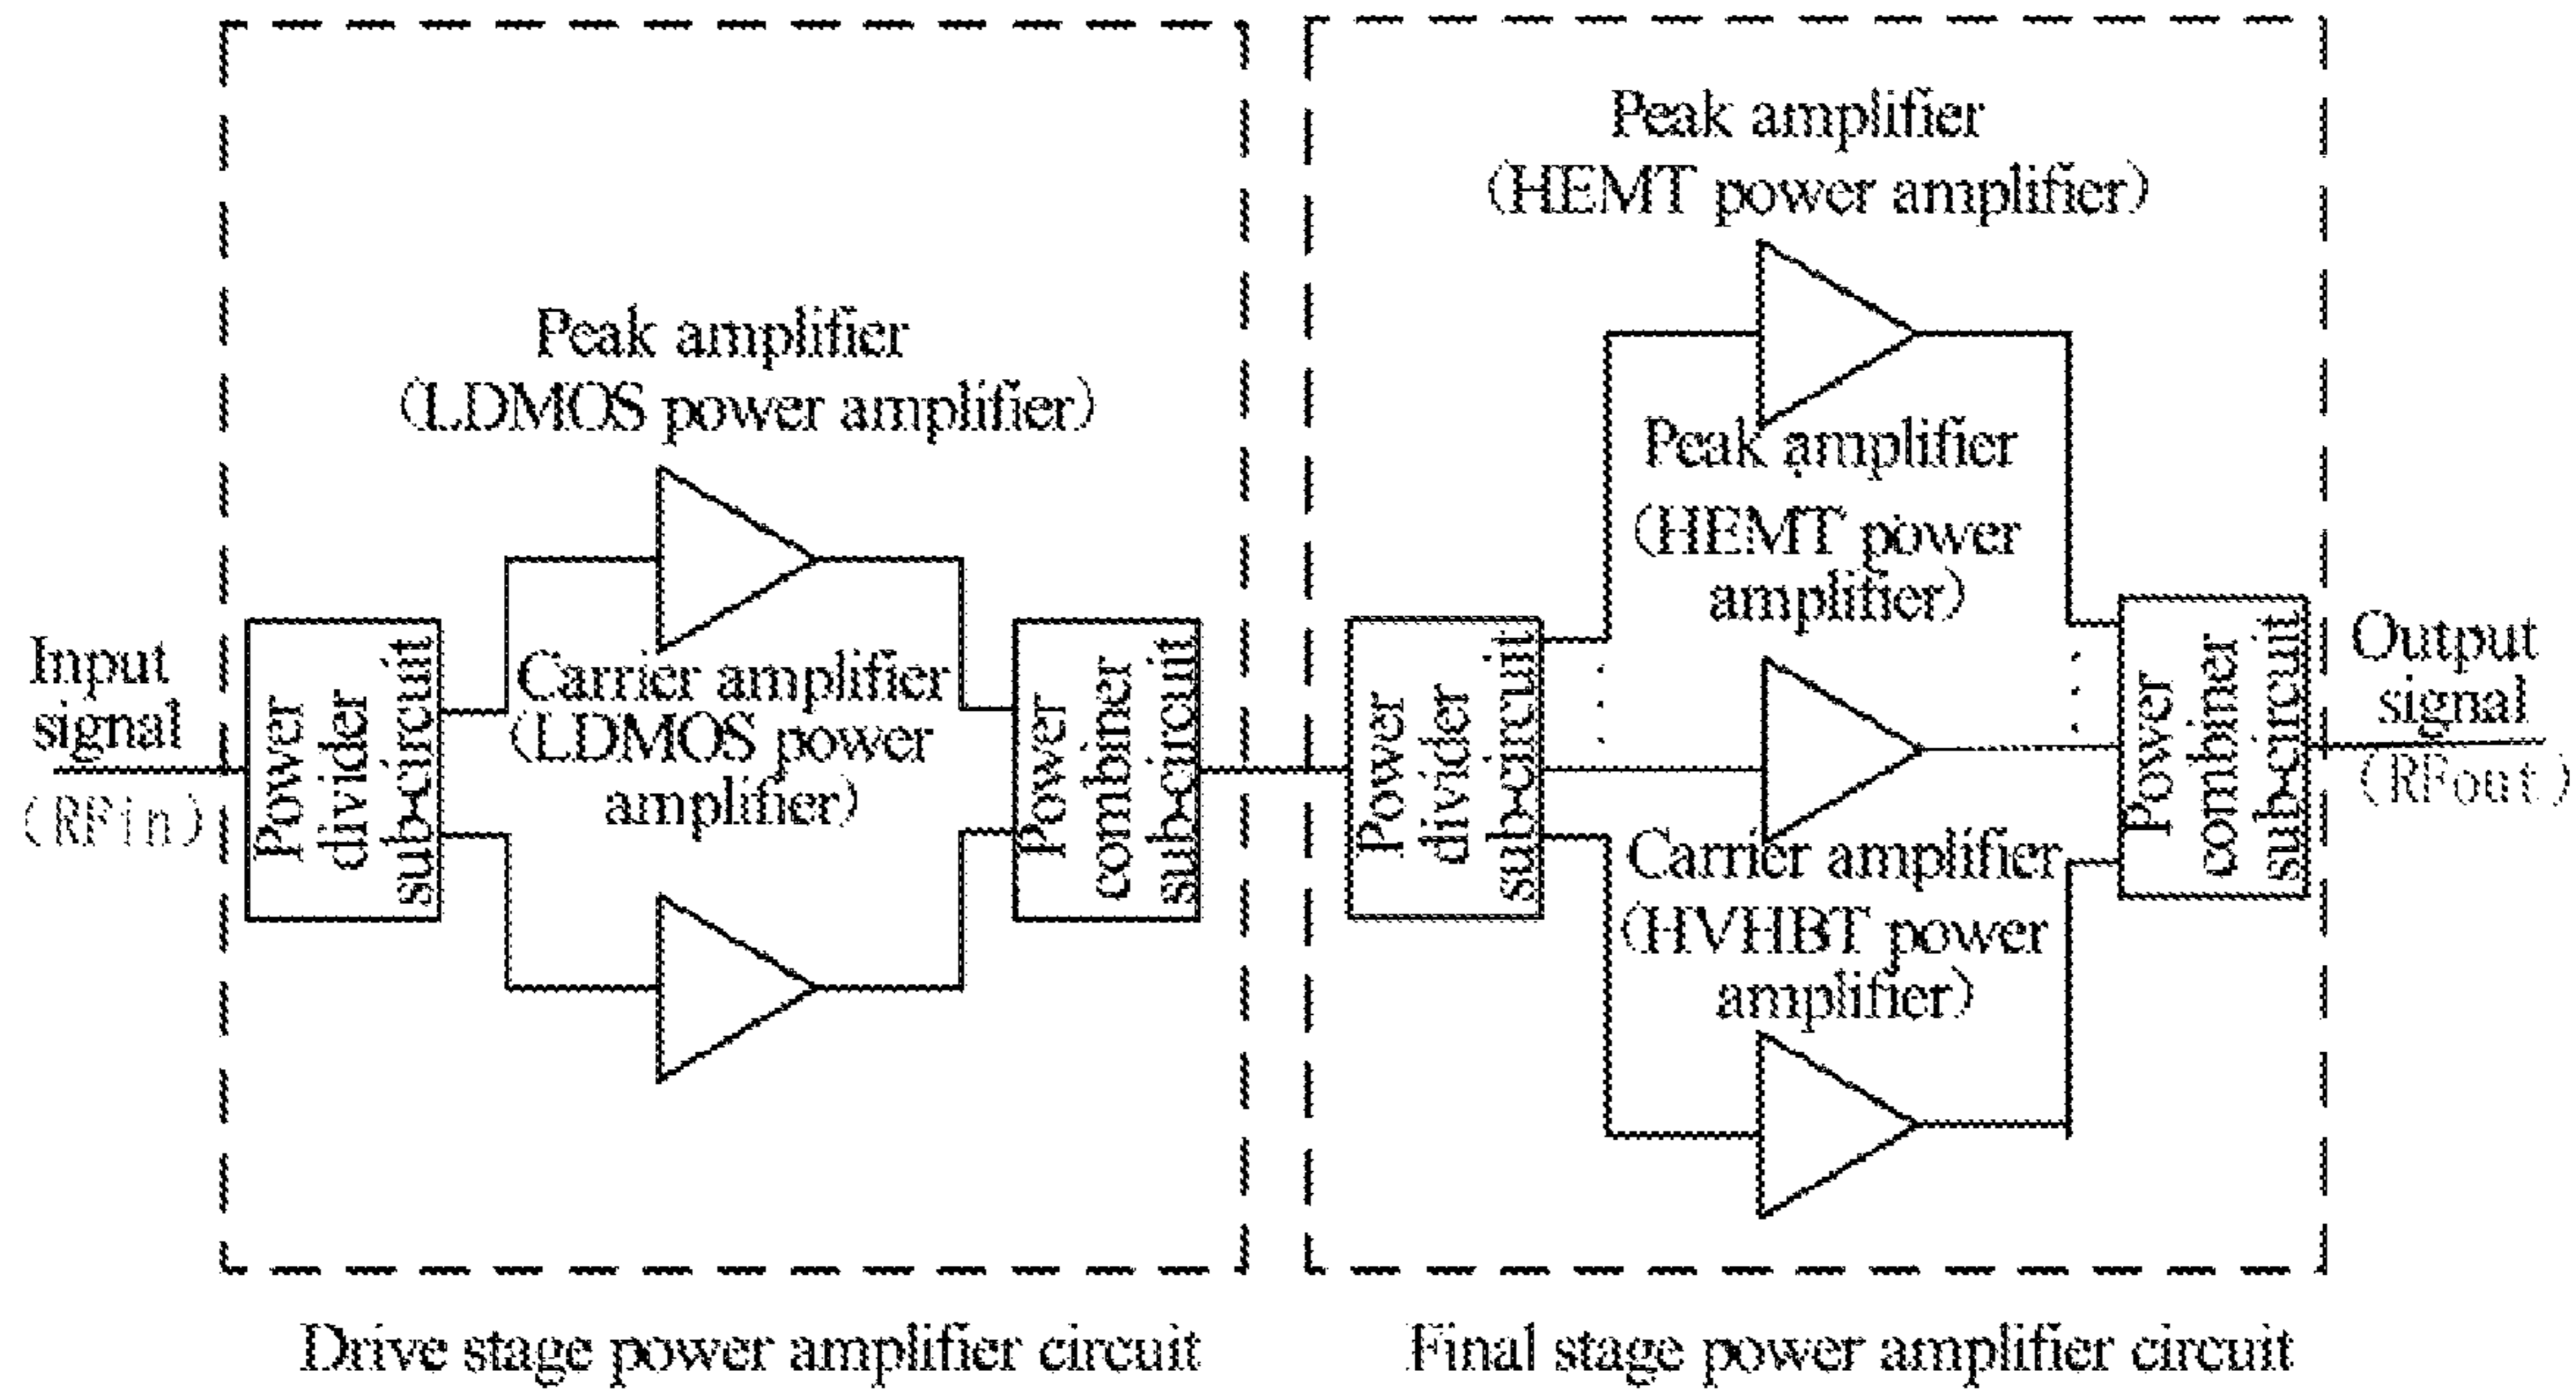 Input
signal
(RFin)
Power
divider
sub-circuit
Peak amplifier
(LDMOS power amplifier)
Carrier amplifier
(LDMOS power
amplifier)
Power
combiner
sub-circuit
Drive stage power amplifier circuit
Power
divider
sub-circuit
Peak amplifier
(HEMT power amplifier)
Peak amplifier
(HEMT power
amplifier)
Carrier amplifier
(HVHBT power
amplifier)
Power
combiner
sub-circuit
Output
signal
(RFout)
Final stage power amplifier circuit